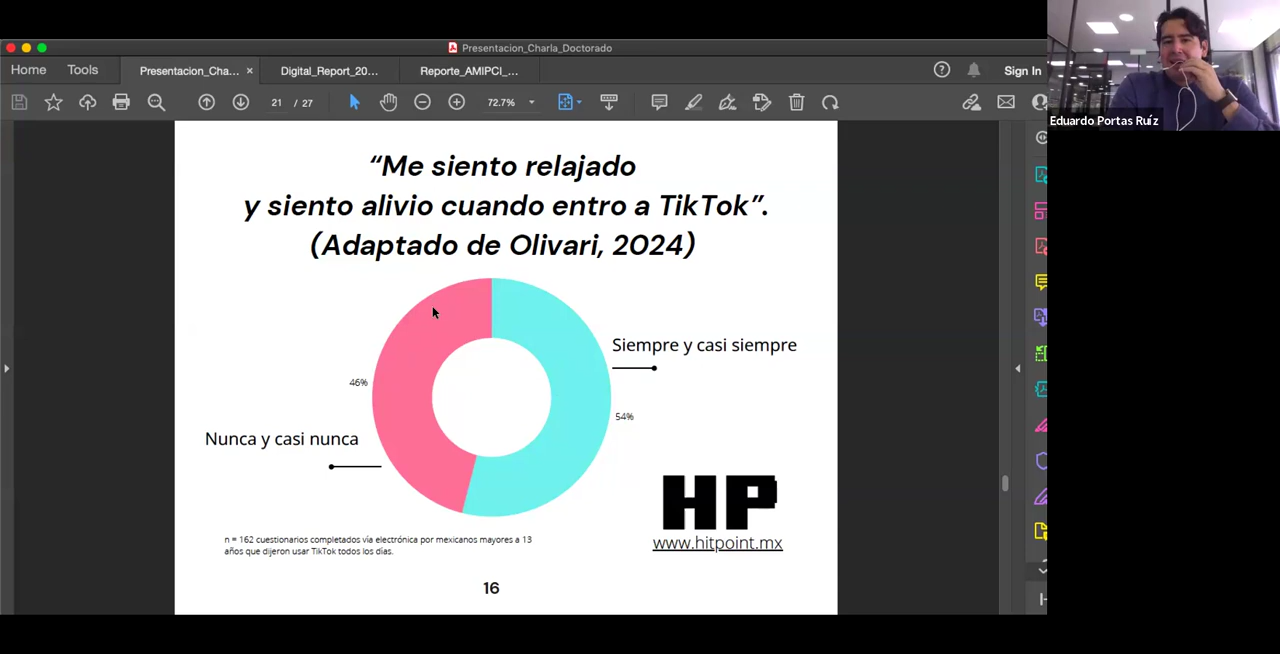 Presentacion_Charla_Doctorado
Home
Tools
Presentacion_Cha...
Digital_Report_20...
Reporte_AMIPCI_...
Sign In
21 / 27
72.7%
Eduardo Portas Ruíz
“Me siento relajado
y siento alivio cuando entro a TikTok”.
(Adaptado de Olivari, 2024)
Siempre y casi siempre
46%
54%
Nunca y casi nunca
HP
www.hitpoint.mx
n = 162 cuestionarios completados vía electrónica por mexicanos mayores a 13
años que dijeron usar TikTok todos los días.
16